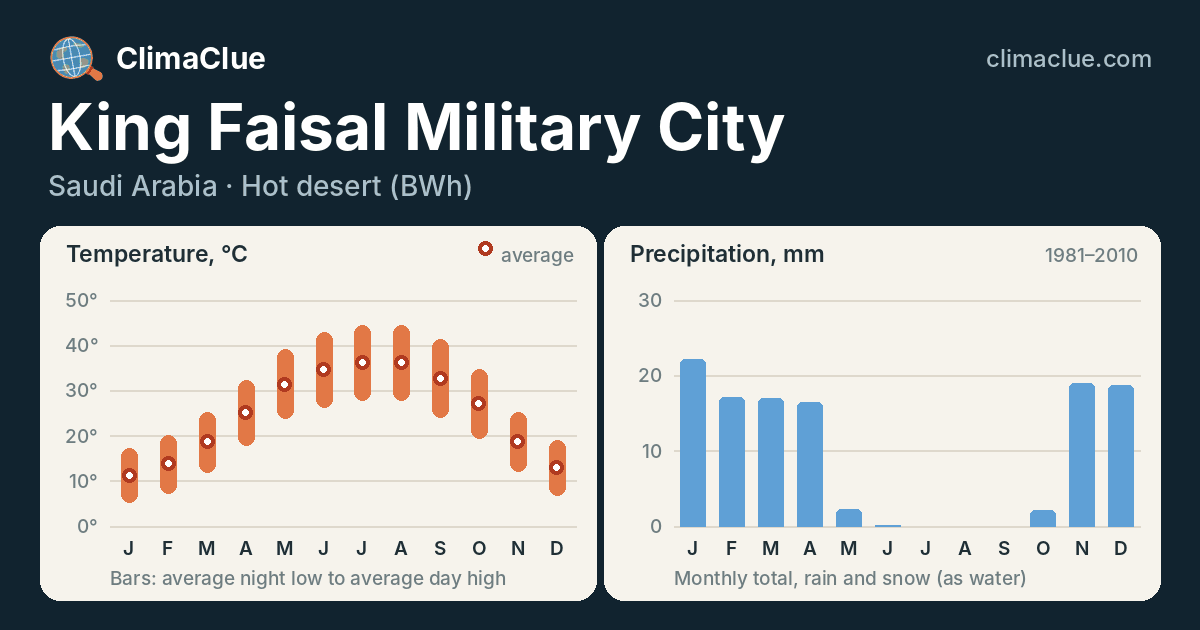 ClimaClue
climaclue.com
King Faisal Military City
Saudi Arabia · Hot desert (BWh)
Temperature, °C
average
50°
40°
30°
20°
10°
0°
J F M A M J J A S O N D
Bars: average night low to average day high
Precipitation, mm
1981–2010
30
20
10
0
J F M A M J J A S O N D
Monthly total, rain and snow (as water)